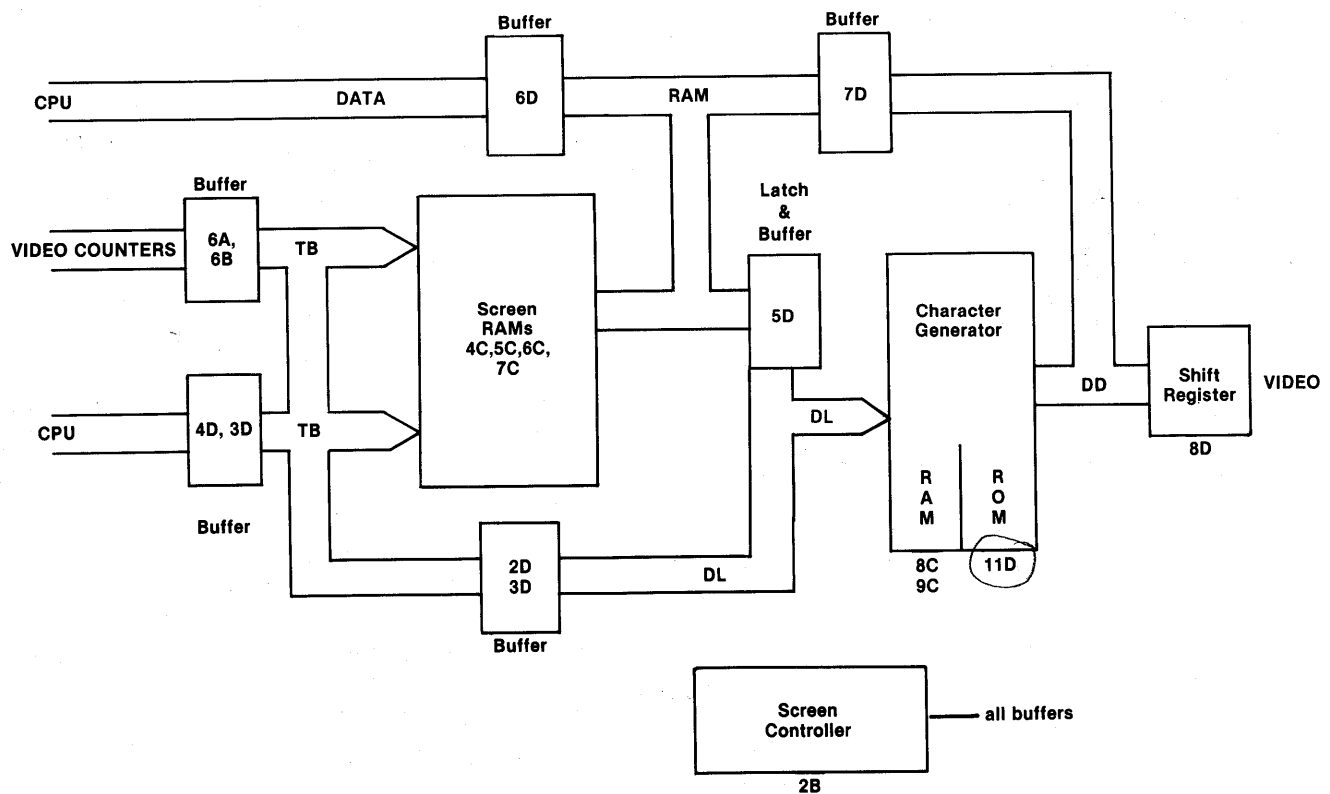 Buffer
Buffer
CPU
DATA
6D
RAM
7D
Buffer
Latch
&
Buffer
VIDEO COUNTERS
6A,
6B
TB
Screen
RAMs
4C,5C,6C,
7C
5D
Character
Generator
CPU
4D, 3D
TB
DL
DD
Shift
Register
VIDEO
8D
Buffer
R
A
M
R
O
M
8C
9C
11D
2D
3D
DL
Buffer
Screen
Controller
all buffers
2B